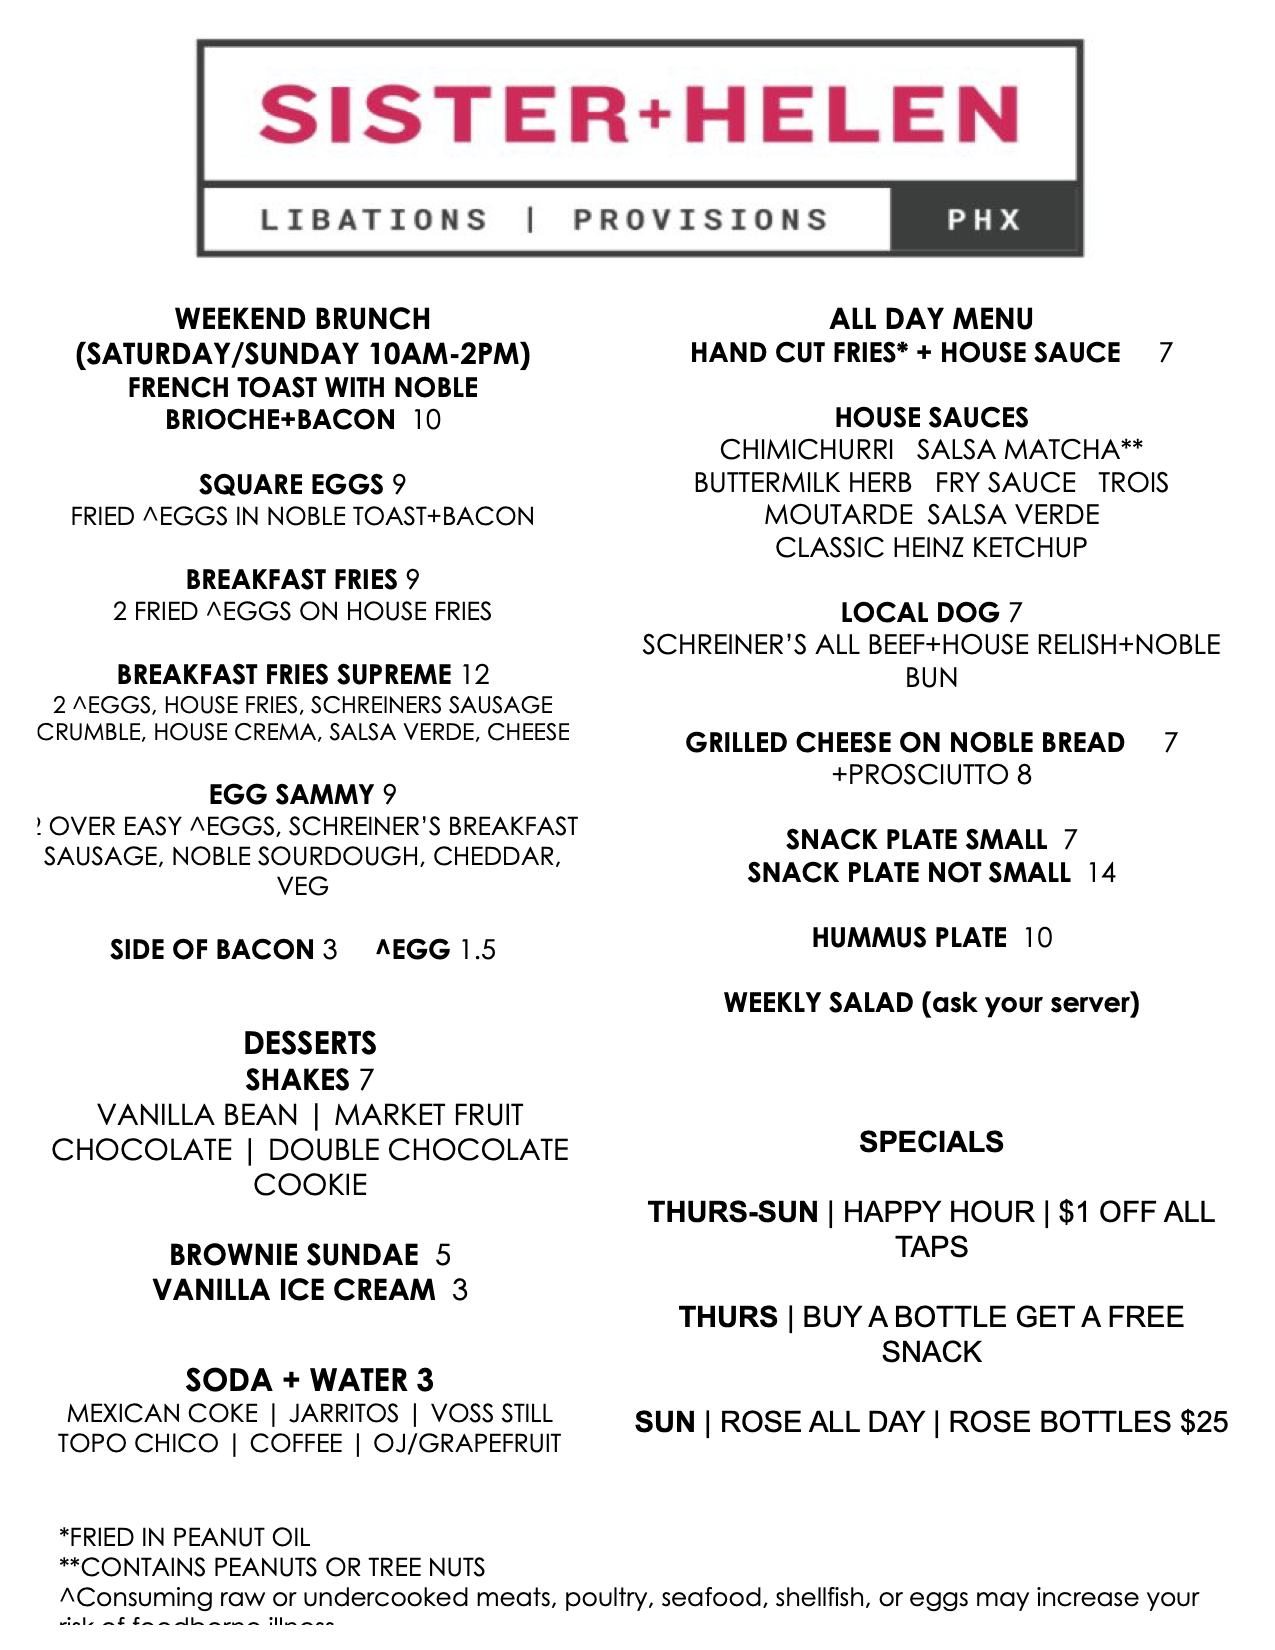 SISTER+HELEN
LIBATIONS | PROVISIONS PHX
WEEKEND BRUNCH
(SATURDAY/SUNDAY 10AM-2PM)
FRENCH TOAST WITH NOBLE
BRIOCHE+BACON 10
SQUARE EGGS 9
FRIED ^EGGS IN NOBLE TOAST+BACON
BREAKFAST FRIES 9
2 FRIED ^EGGS ON HOUSE FRIES
BREAKFAST FRIES SUPREME 12
2 ^EGGS, HOUSE FRIES, SCHREINERS SAUSAGE
CRUMBLE, HOUSE CREMA, SALSA VERDE, CHEESE
EGG SAMMY 9
2 OVER EASY ^EGGS, SCHREINER'S BREAKFAST
SAUSAGE, NOBLE SOURDOUGH, CHEDDAR,
VEG
SIDE OF BACON 3 ^EGG 1.5
DESSERTS
SHAKES 7
VANILLA BEAN | MARKET FRUIT
CHOCOLATE | DOUBLE CHOCOLATE
COOKIE
BROWNIE SUNDAE 5
VANILLA ICE CREAM 3
SODA + WATER 3
MEXICAN COKE | JARRITOS | VOSS STILL
TOPO CHICO | COFFEE | OJ/GRAPEFRUIT
ALL DAY MENU
HAND CUT FRIES* + HOUSE SAUCE 7
HOUSE SAUCES
CHIMICHURRI SALSA MATCHA**
BUTTERMILK HERB FRY SAUCE TROIS
MOUTARDE SALSA VERDE
CLASSIC HEINZ KETCHUP
LOCAL DOG 7
SCHREINER'S ALL BEEF+HOUSE RELISH+NOBLE
BUN
GRILLED CHEESE ON NOBLE BREAD 7
+PROSCIUTTO 8
SNACK PLATE SMALL 7
SNACK PLATE NOT SMALL 14
HUMMUS PLATE 10
WEEKLY SALAD (ask your server)
SPECIALS
THURS-SUN | HAPPY HOUR | $1 OFF ALL
TAPS
THURS | BUY A BOTTLE GET A FREE
SNACK
SUN | ROSE ALL DAY | ROSE BOTTLES $25
*FRIED IN PEANUT OIL
**CONTAINS PEANUTS OR TREE NUTS
^Consuming raw or undercooked meats, poultry, seafood, shellfish, or eggs may increase your
risk of foodborne illness